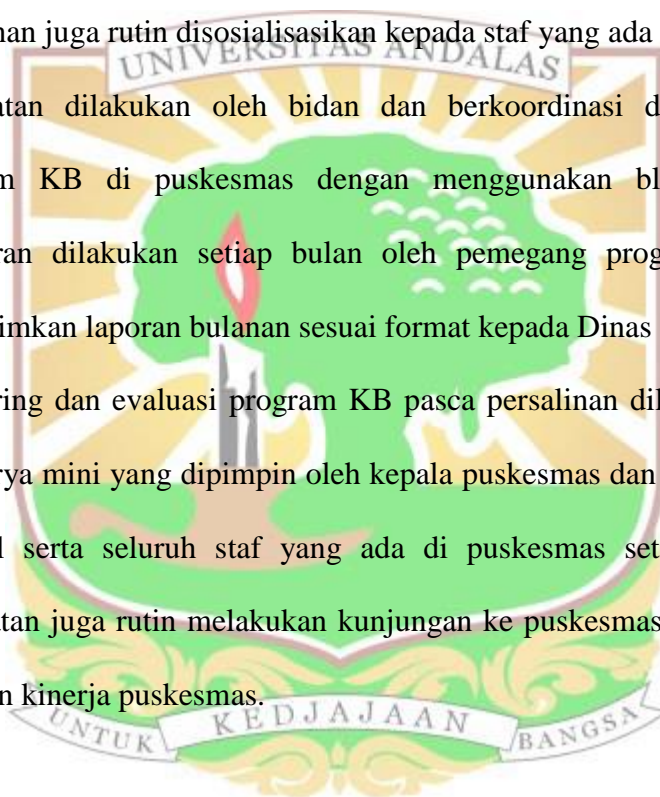 nan juga rutin disosialisasikan kepada staf yang ada
UNIVERSITAS ANDALAS
atan dilakukan oleh bidan dan berkoordinasi d
m KB di puskesmas dengan menggunakan bl
ran dilakukan setiap bulan oleh pemegang prog
imkan laporan bulanan sesuai format kepada Dinas
ring dan evaluasi program KB pasca persalinan dil
rya mini yang dipimpin oleh kepala puskesmas dan
l serta seluruh staf yang ada di puskesmas set
atan juga rutin melakukan kunjungan ke puskesmas
n kinerja puskesmas.
UNTUK KEDJAJAAN BANGSA